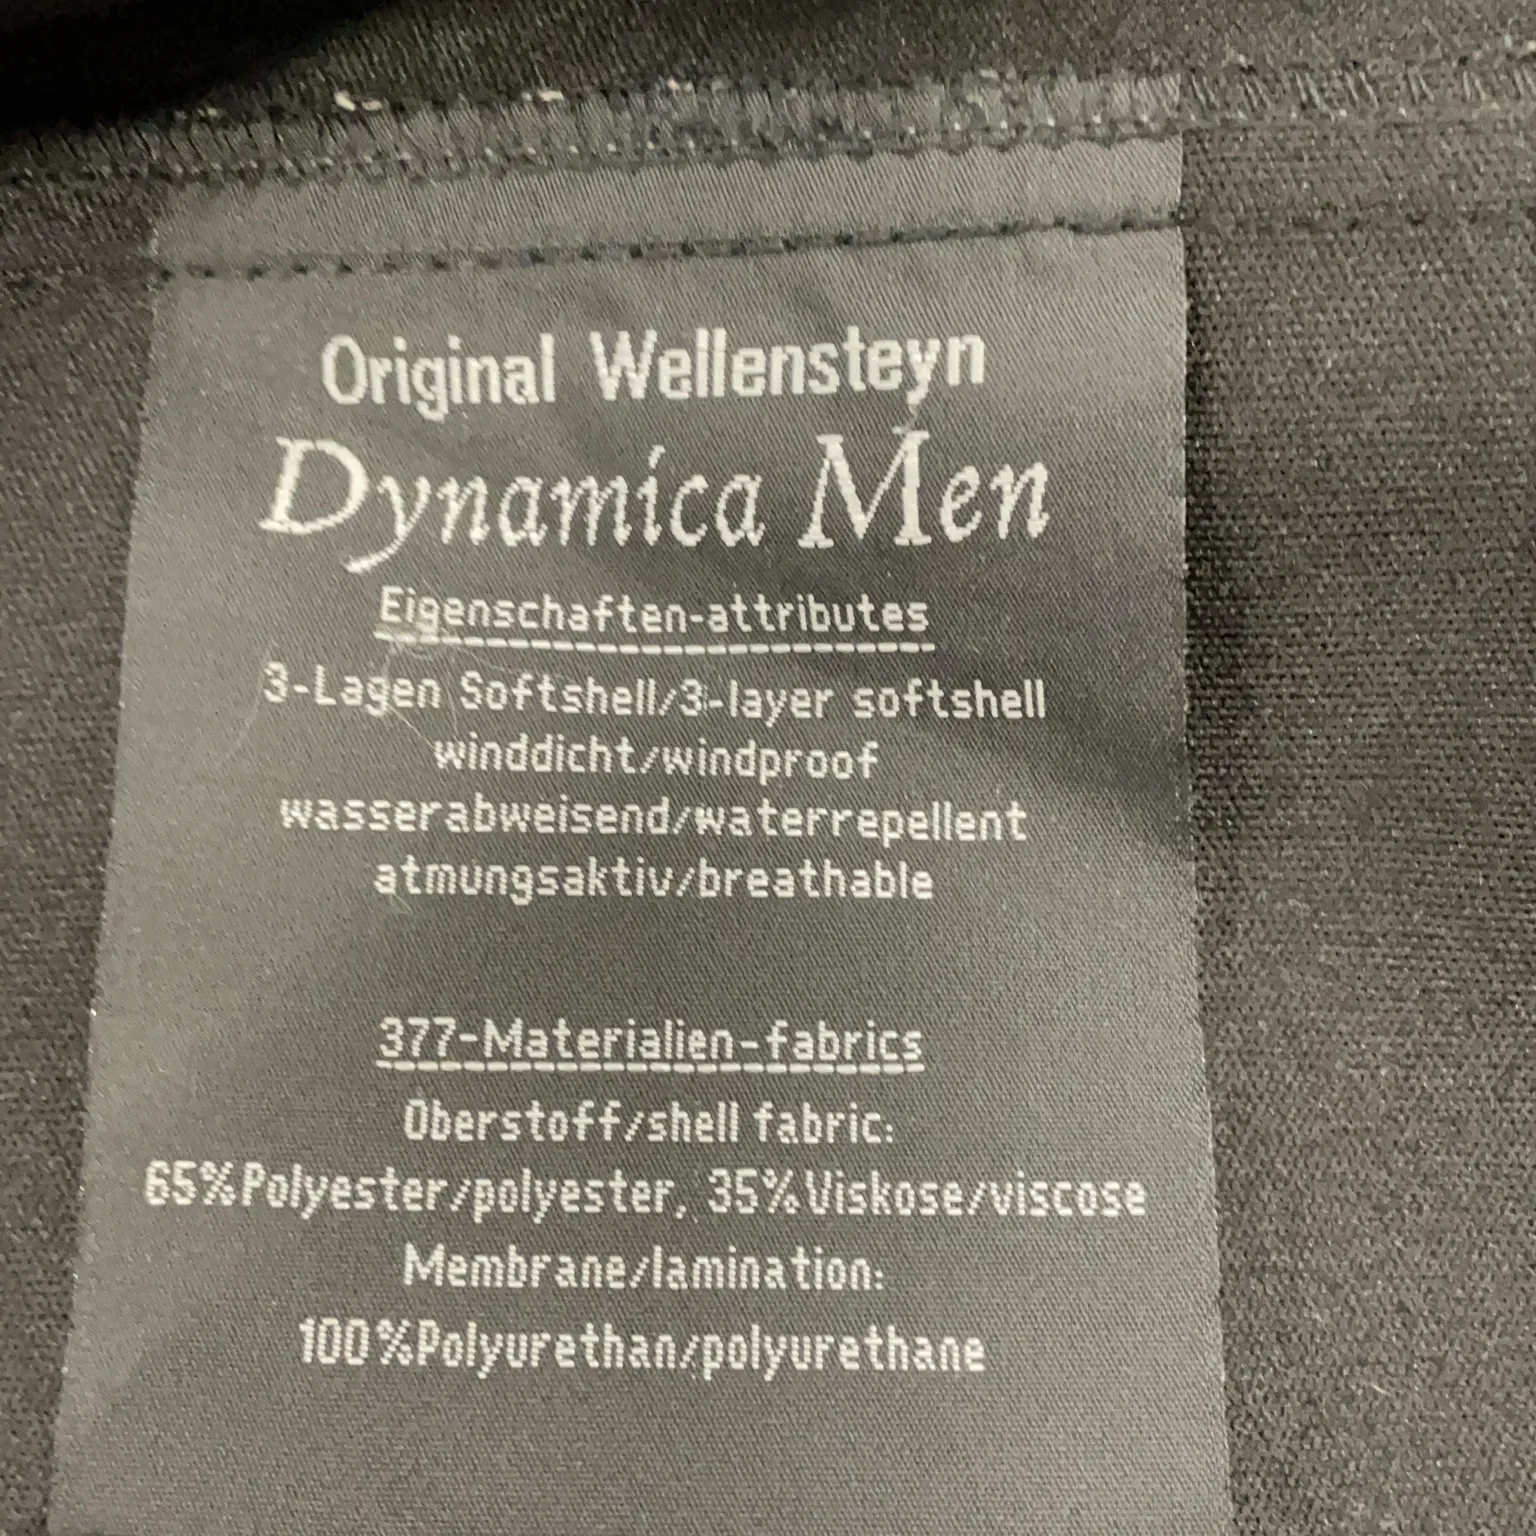 Original Wellensteyn
Dynamica Men
Eigenschaften-attributes
3-Lagen Softshell/3-layer softshell
winddicht/windproof
wasserabweisend/waterrepellent
atmungsaktiv/breathable
377-Materialien-fabrics
Oberstoff/shell fabric:
65%Polyester/polyester, 35%Viskose/viscose
Membrane/lamination:
100%Polyurethan/polyurethane